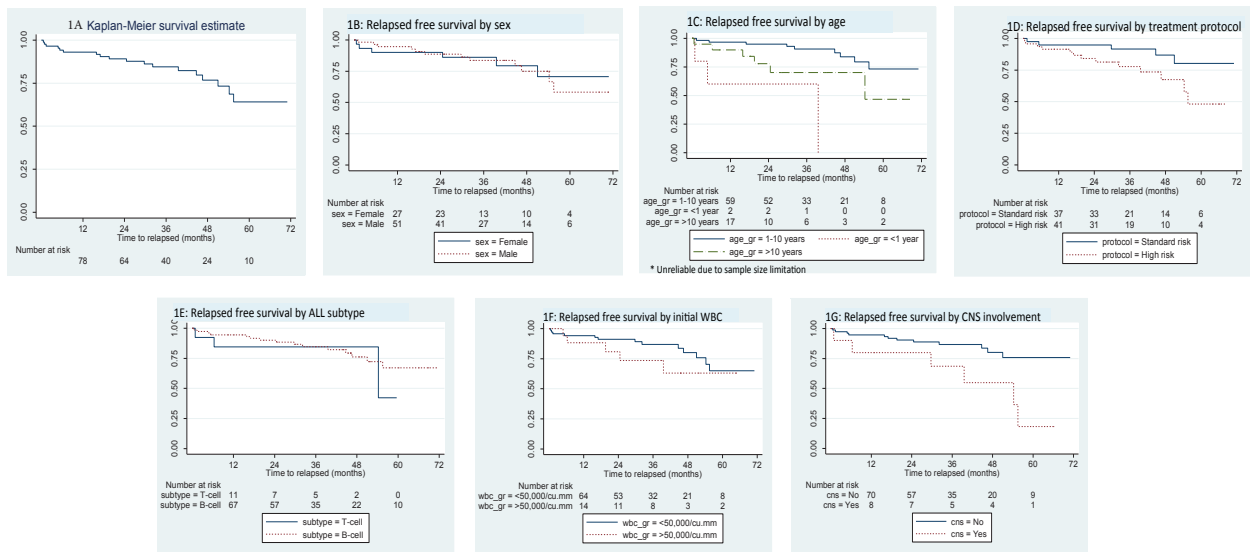 1A Kaplan-Meier survival estimate
1.00
0.75
0.50
0.25
0.00
12 24 36 48 60 72
Time to relapsed (months)
Number at risk
78 64 40 24 10
1B: Relapsed free survival by sex
1.00
0.75
0.50
0.25
0.00
12 24 36 48 60 72
Time to relapsed (months)
Number at risk
sex = Female 27 23 13 10 4
sex = Male 51 41 27 14 6
sex = Female
sex = Male
1C: Relapsed free survival by age
1.00
0.75
0.50
0.25
0.00
12 24 36 48 60 72
Time to relapsed (months)
Number at risk
age_gr = 1-10 years 59 52 33 21 8
age_gr = <1 year 2 2 1 0 0
age_gr = >10 years 17 10 6 3 2
age_gr = 1-10 years age_gr = <1 year
age_gr = >10 years
* Unreliable due to sample size limitation
1D: Relapsed free survival by treatment protocol
1.00
0.75
0.50
0.25
0.00
12 24 36 48 60 72
Time to relapsed (months)
Number at risk
protocol = Standard risk 37 33 21 14 6
protocol = High risk 41 31 19 10 4
protocol = Standard risk
protocol = High risk
1E: Relapsed free survival by ALL subtype
1.00
0.75
0.50
0.25
0.00
12 24 36 48 60 72
Time to relapsed (months)
Number at risk
subtype = T-cell 11 7 5 2 0
subtype = B-cell 67 57 35 22 10
subtype = T-cell
subtype = B-cell
1F: Relapsed free survival by initial WBC
1.00
0.75
0.50
0.25
0.00
12 24 36 48 60 72
Time to relapsed (months)
Number at risk
wbc_gr = <50,000/cu.mm 64 53 32 21 8
wbc_gr = >50,000/cu.mm 14 11 8 3 2
wbc_gr = <50,000/cu.mm
wbc_gr = >50,000/cu.mm
1G: Relapsed free survival by CNS involvement
1.00
0.75
0.50
0.25
0.00
12 24 36 48 60 72
Time to relapsed (months)
Number at risk
cns = No 70 57 35 20 9
cns = Yes 8 7 5 4 1
cns = No
cns = Yes